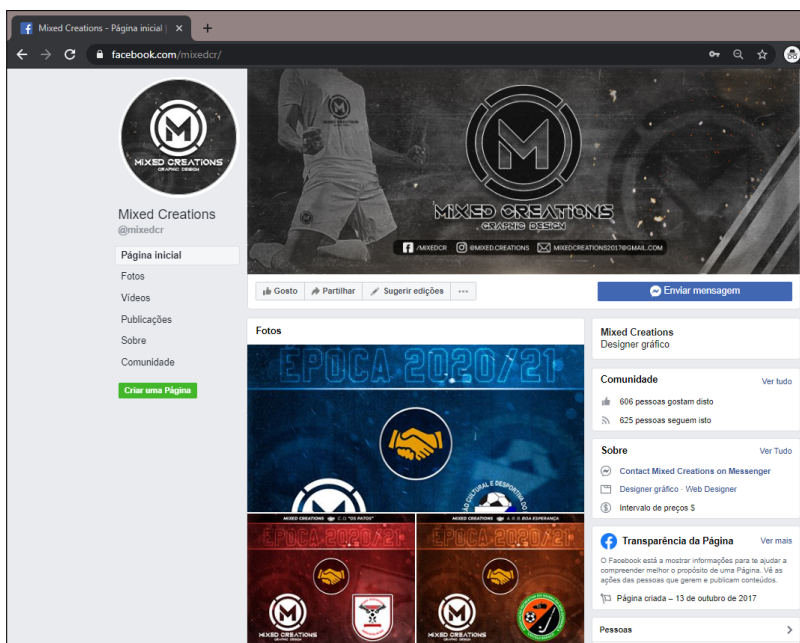 Mixed Creations - Página inicial |
facebook.com/mixedcr/
M
MIXED CREATIONS
GRAPHIC DESIGN
M
MIXED CREATIONS
GRAPHIC DESIGN
/MIXEDCR @MIXED.CREATIONS MIXEDCREATIONS2017@GMAIL.COM
Mixed Creations
@mixedcr
Página inicial
Fotos
Vídeos
Publicações
Sobre
Comunidade
Criar uma Página
Gosto Partilhar Sugerir edições ...
Enviar mensagem
Fotos
ÉPOCA 2020/21
MIXED CREATIONS C. D. "OS PATOS"
ÉPOCA 2020/21
M
MIXED CREATIONS
MIXED CREATIONS A. R. B. BOA ESPERANÇA
ÉPOCA 2020/21
M
MIXED CREATIONS
Mixed Creations
Designer gráfico
Comunidade Ver tudo
606 pessoas gostam disto
625 pessoas seguem isto
Sobre Ver Tudo
Contact Mixed Creations on Messenger
Designer gráfico · Web Designer
Intervalo de preços $
Transparência da Página Ver mais
O Facebook está a mostrar informações para te ajudar a
compreender melhor o propósito de uma Página. Vê as
ações das pessoas que gerem e publicam conteúdos.
Página criada – 13 de outubro de 2017
Pessoas